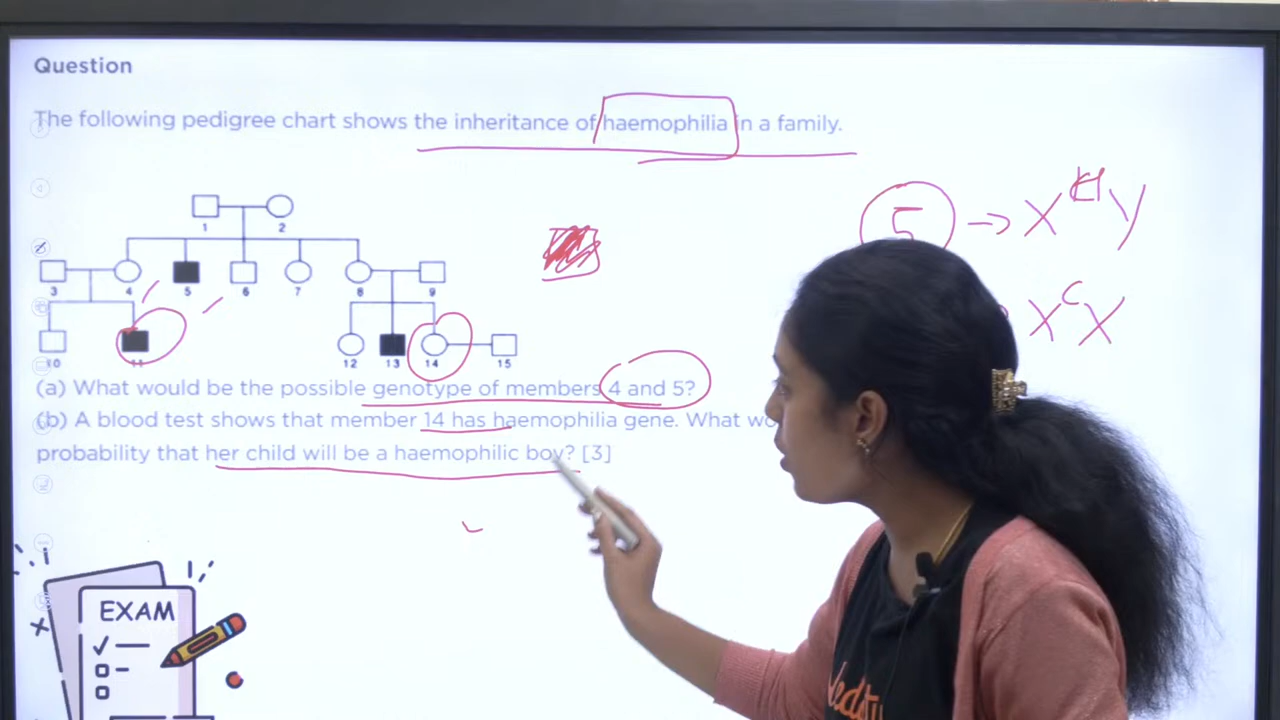 Question
The following pedigree chart shows the inheritance of haemophilia in a family.
1 2
3 4 5 6 7 8 9
10 11 12 13 14 15
5 → X^H Y
X^C X
(a) What would be the possible genotype of members 4 and 5?
(b) A blood test shows that member 14 has haemophilia gene. What
probability that her child will be a haemophilic boy? [3]
EXAM